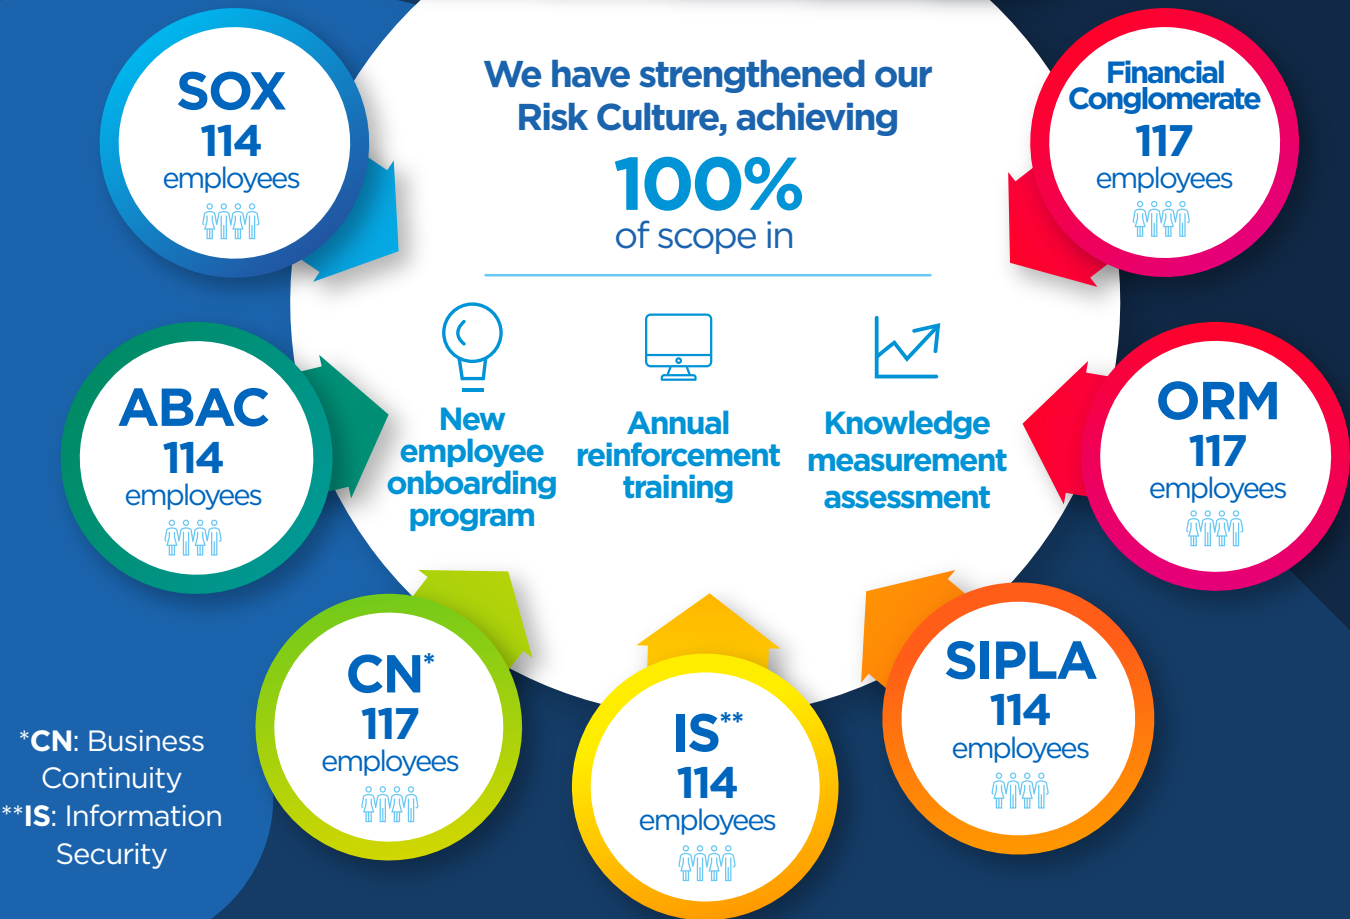 We have strengthened our
Risk Culture, achieving
100%
of scope in
New
employee
onboarding
program
Annual
reinforcement
training
Knowledge
measurement
assessment
SOX
114
employees
ABAC
114
employees
CN*
117
employees
IS**
114
employees
SIPLA
114
employees
ORM
117
employees
Financial
Conglomerate
117
employees
*CN: Business
Continuity
**IS: Information
Security